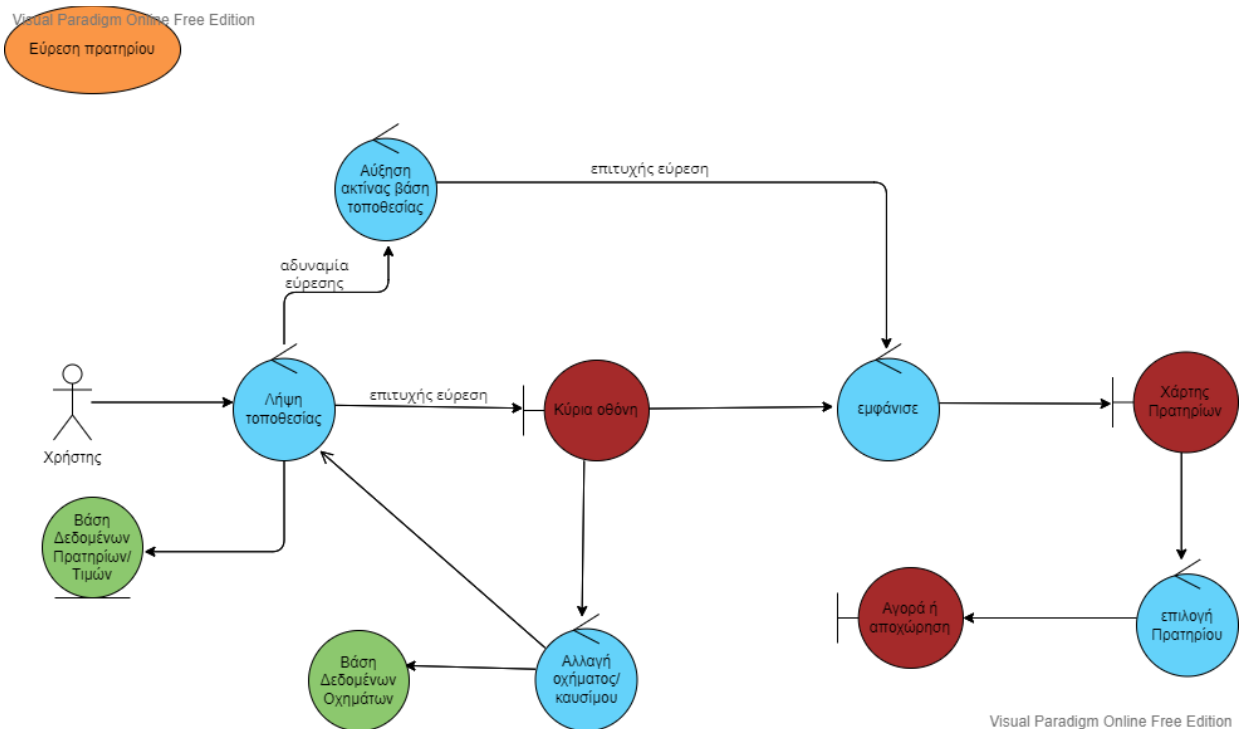 Visual Paradigm Online Free Edition
Εύρεση πρατηρίου
Αύξηση
ακτίνας βάση
τοποθεσίας
επιτυχής εύρεση
αδυναμία
εύρεσης
Χρήστης
Λήψη
τοποθεσίας
επιτυχής εύρεση
Κύρια οθόνη
εμφάνισε
Χάρτης
Πρατηρίων
Βάση
Δεδομένων
Πρατηρίων/
Τιμών
Βάση
Δεδομένων
Οχημάτων
Αλλαγή
οχήματος/
καυσίμου
Αγορά ή
αποχώρηση
επιλογή
Πρατηρίου
Visual Paradigm Online Free Edition